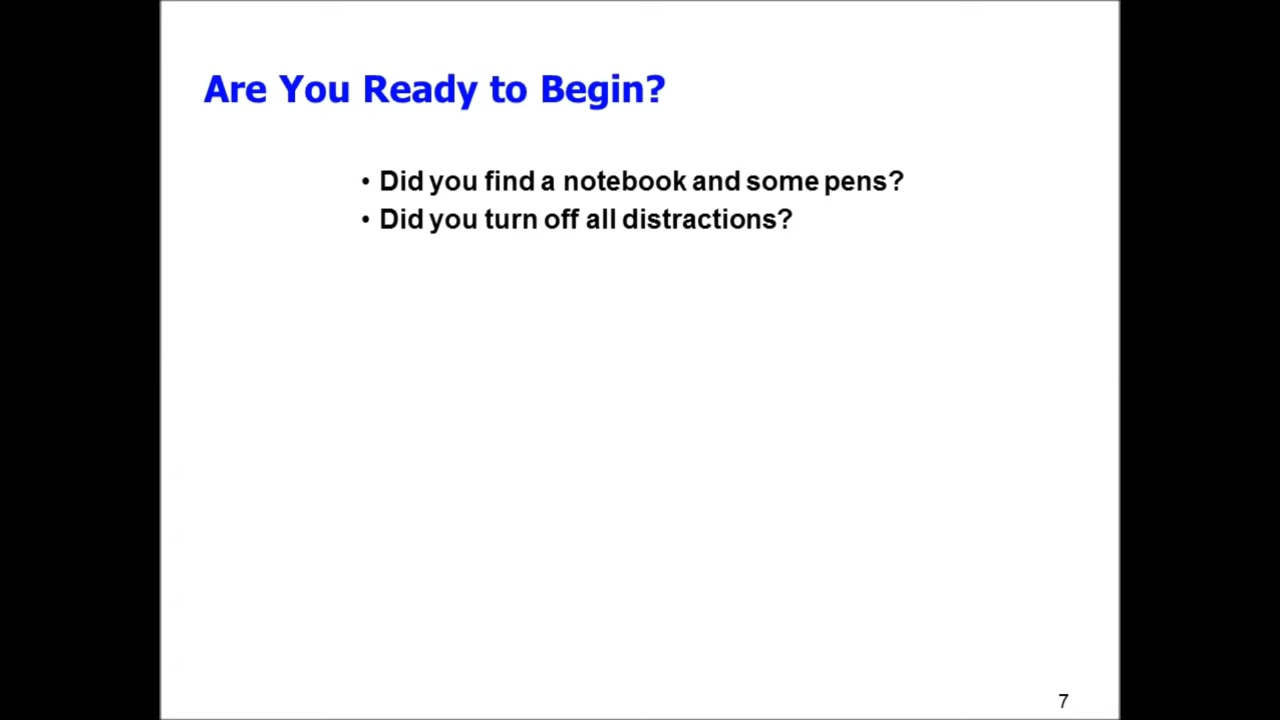 Are You Ready to Begin?
• Did you find a notebook and some pens?
• Did you turn off all distractions?
7